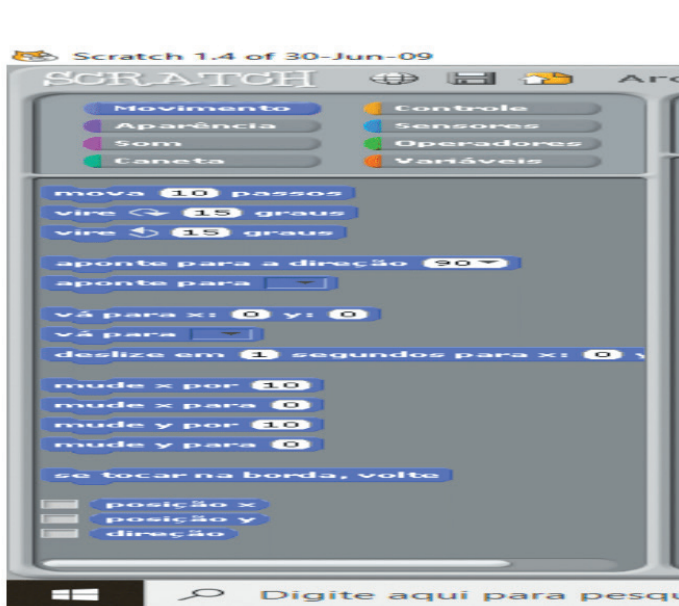 Scratch 1.4 of 30-Jun-09
SCRATCH
Movimento Controle
Aparência Sensores
Som Operadores
Caneta Variáveis
mova 10 passos
vire 15 graus
vire 15 graus
aponte para a direção 90
aponte para
vá para x: 0 y: 0
vá para
deslize em 1 segundos para x: 0
mude x por 10
mude x para 0
mude y por 10
mude y para 0
se tocar na borda, volte
posição x
posição y
direção
Digite aqui para